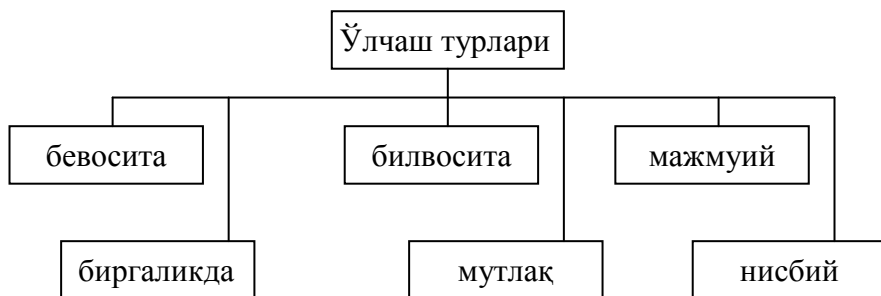 Ўлчаш турлари
бевосита
билвосита
мажмуий
биргаликда
мутлақ
нисбий